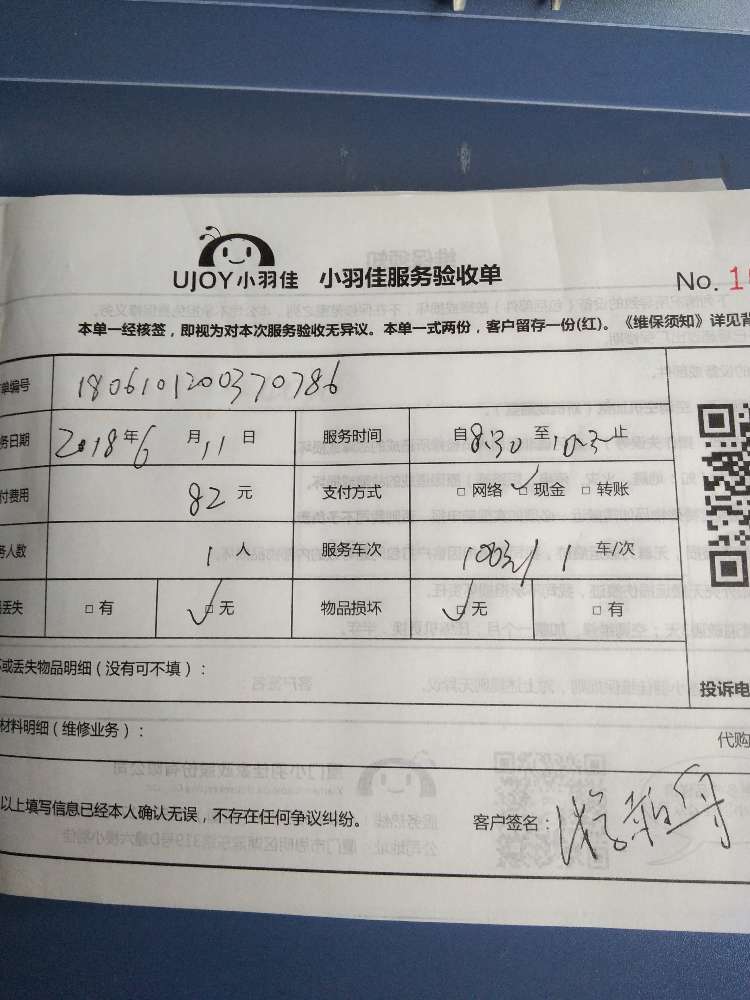 UJOY小羽佳 小羽佳服务验收单
No. 1
本单一经核签，即视为对本次服务验收无异议。本单一式两份，客户留存一份(红)。《维保须知》详见背
单编号 1806101200370786
务日期 2018年6月11日 服务时间 自8:30至10:3止
付费用 82元 支付方式 □网络 ☑现金 □转账
务人数 1人 服务车次 1 车/次
丢失 □有 ☑无 物品损坏 ☑无 □有
或丢失物品明细（没有可不填）：
投诉电
材料明细（维修业务）：
代购
以上填写信息已经本人确认无误，不存在任何争议纠纷。 客户签名：